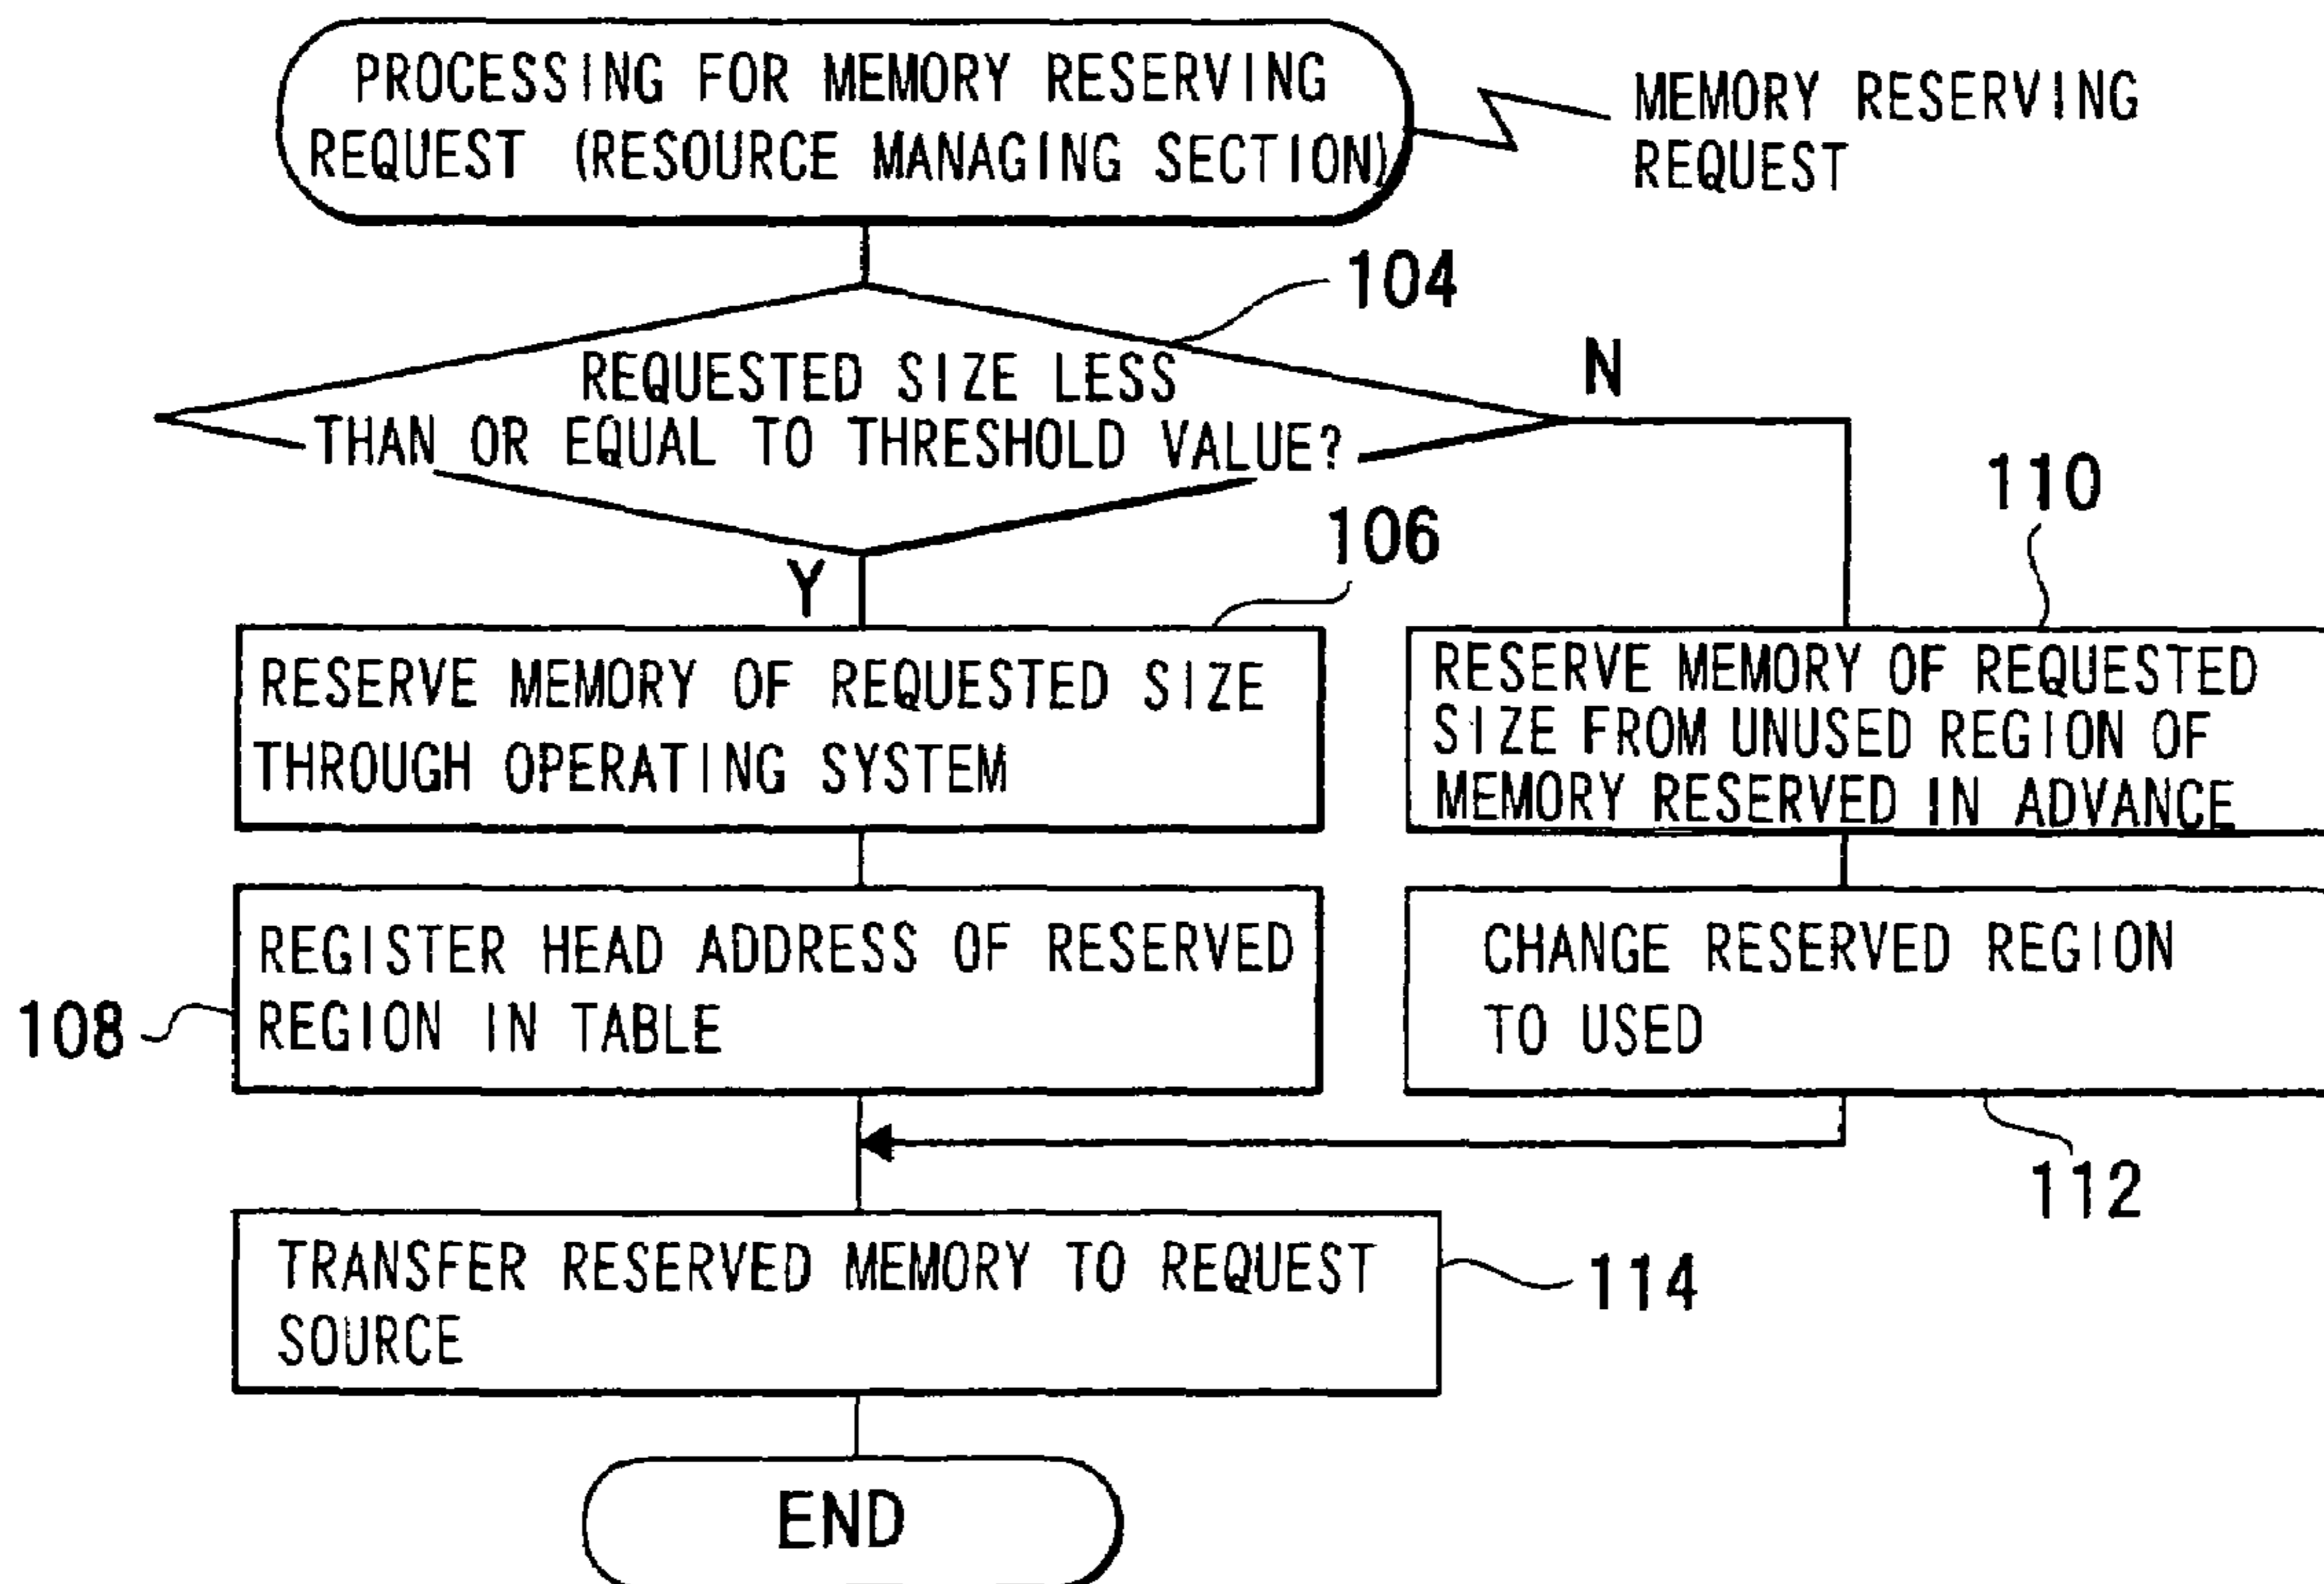 PROCESSING FOR MEMORY RESERVING
REQUEST (RESOURCE MANAGING SECTION)
MEMORY RESERVING
REQUEST
104
REQUESTED SIZE LESS
THAN OR EQUAL TO THRESHOLD VALUE?
N
Y
106
110
RESERVE MEMORY OF REQUESTED SIZE
THROUGH OPERATING SYSTEM
RESERVE MEMORY OF REQUESTED
SIZE FROM UNUSED REGION OF
MEMORY RESERVED IN ADVANCE
108
REGISTER HEAD ADDRESS OF RESERVED
REGION IN TABLE
CHANGE RESERVED REGION
TO USED
112
TRANSFER RESERVED MEMORY TO REQUEST
SOURCE
114
END